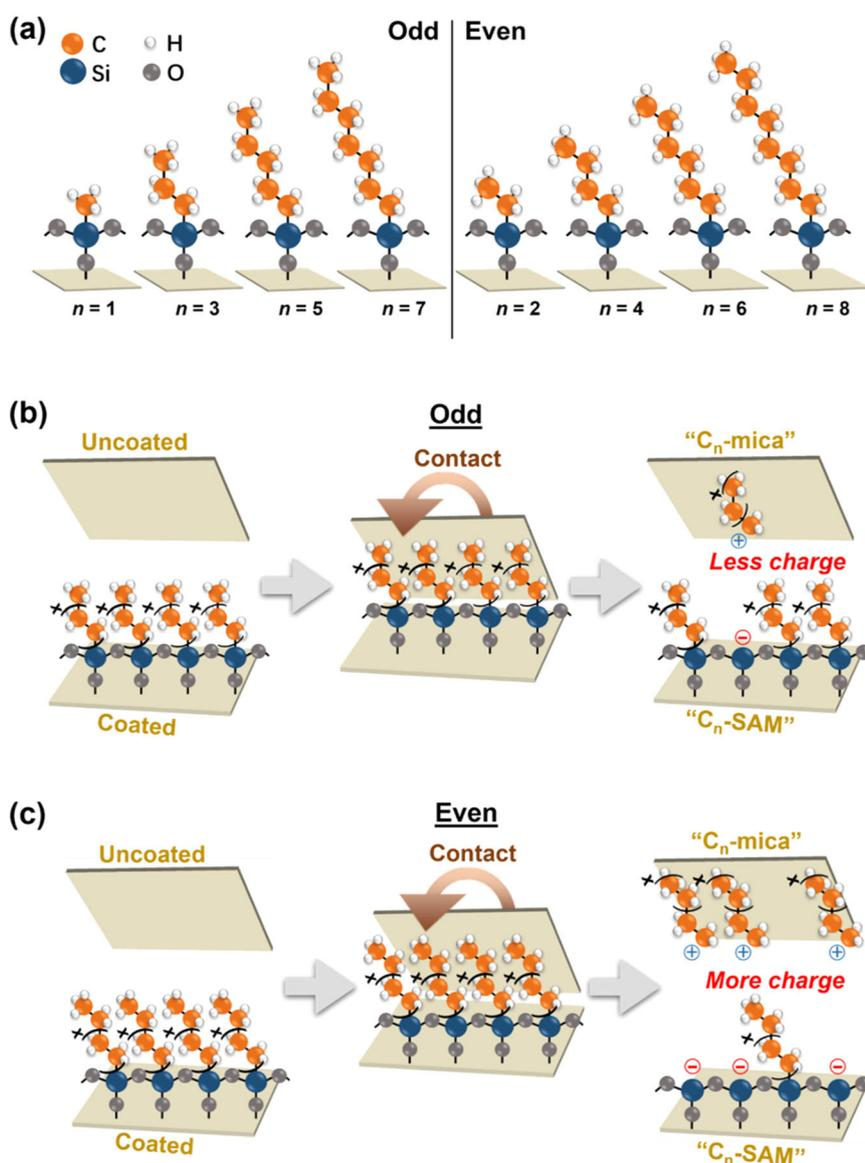 (a)
Odd Even
C H
Si O
n = 1 n = 3 n = 5 n = 7 n = 2 n = 4 n = 6 n = 8
(b)
Odd
Uncoated
Contact
“Cn-mica”
x
x x x x
x x x x
+
Less charge
x x x
−
Coated
“Cn-SAM”
(c)
Even
Uncoated
Contact
“Cn-mica”
x x x
x x x x
x x x x
+ + +
More charge
x
− − −
Coated
“Cn-SAM”